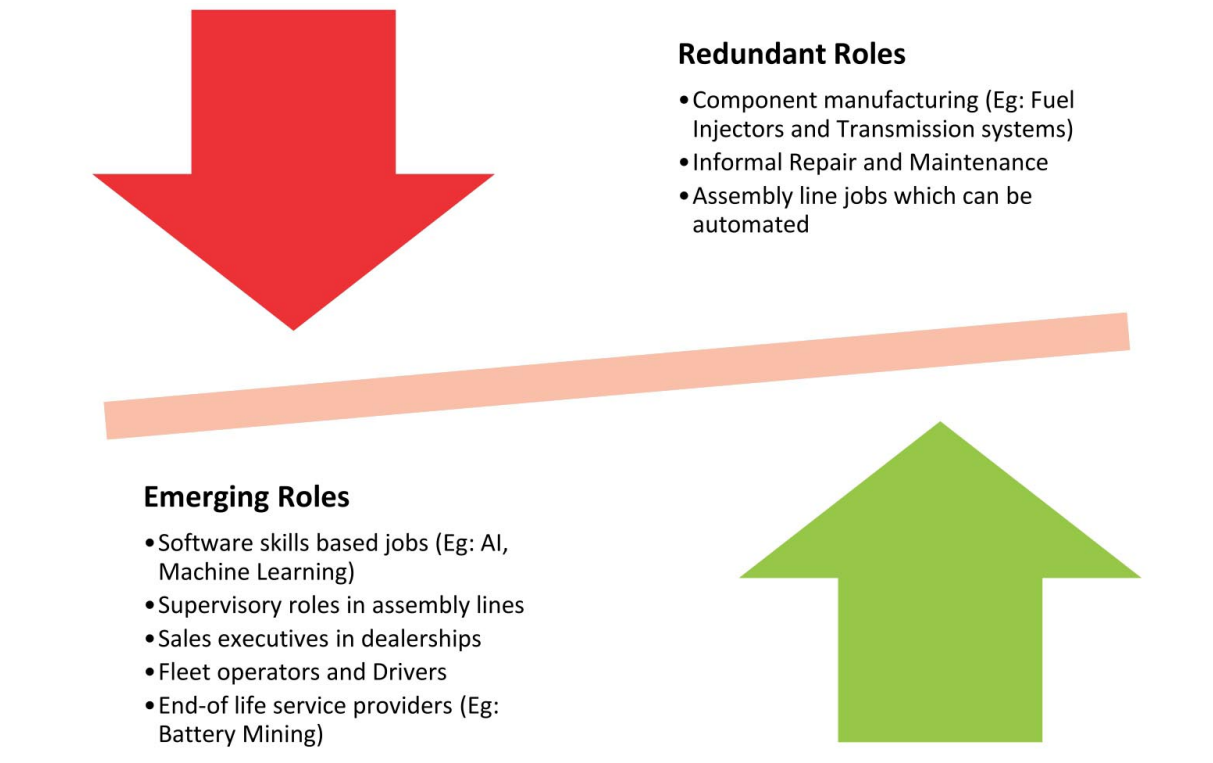 Redundant Roles
•Component manufacturing (Eg: Fuel
Injectors and Transmission systems)
•Informal Repair and Maintenance
•Assembly line jobs which can be
automated
Emerging Roles
•Software skills based jobs (Eg: AI,
Machine Learning)
•Supervisory roles in assembly lines
•Sales executives in dealerships
•Fleet operators and Drivers
•End-of life service providers (Eg:
Battery Mining)